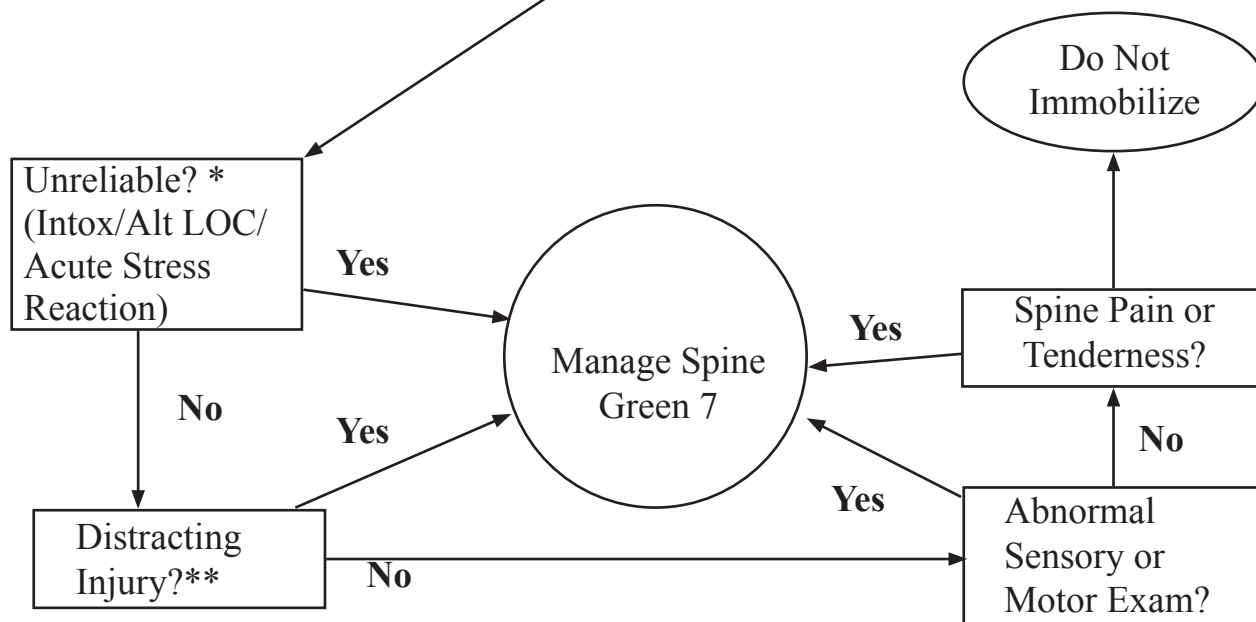 Do Not
Immobilize
Unreliable? *
(Intox/Alt LOC/
Acute Stress
Reaction)
Yes
No
Manage Spine
Green 7
Yes
Spine Pain or
Tenderness?
No
Yes
Yes
Distracting
Injury?**
No
Abnormal
Sensory or
Motor Exam?